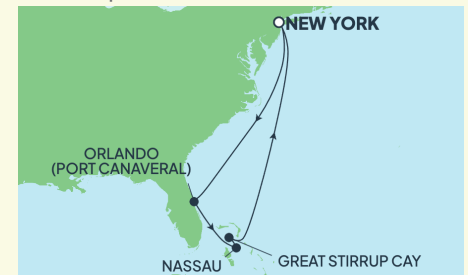 NEW YORK
ORLANDO
(PORT CANAVERAL)
GREAT STIRRUP CAY
NASSAU